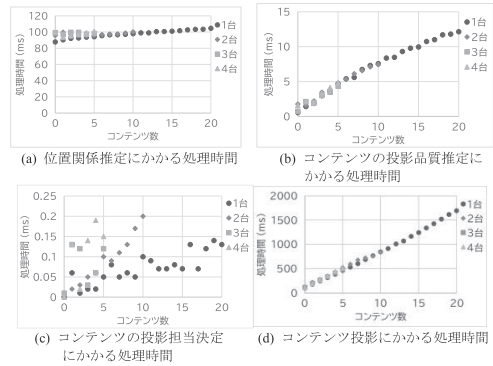 処理時間 (ms)
120
100
80
60
40
20
0
0
5
10
15
20
コンテンツ数
1台
2台
3台
4台
(a) 位置関係推定にかかる処理時間
処理時間 (ms)
15
10
5
0
0
5
10
15
20
コンテンツ数
1台
2台
3台
4台
(b) コンテンツの投影品質推定に
かかる処理時間
処理時間 (ms)
0.25
0.2
0.15
0.1
0.05
0
0
5
10
15
20
コンテンツ数
1台
2台
3台
4台
(c) コンテンツの投影担当決定
にかかる処理時間
処理時間 (ms)
2000
1500
1000
500
0
0
5
10
15
20
コンテンツ数
1台
2台
3台
4台
(d) コンテンツ投影にかかる処理時間